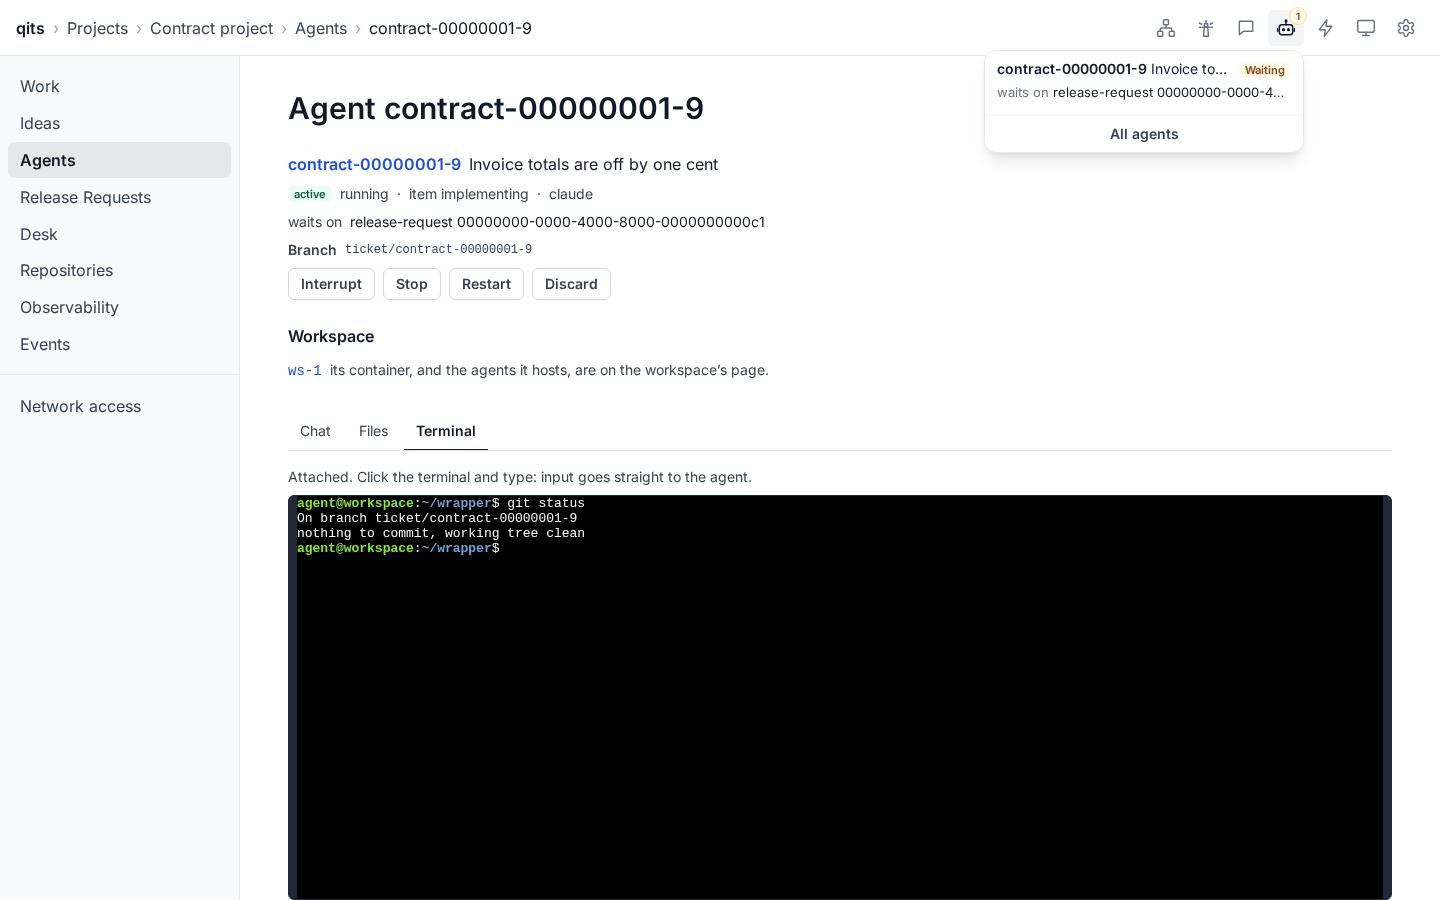 qits › Projects › Contract project › Agents › contract-00000001-9
1
contract-00000001-9 Invoice to... Waiting
waits on release-request 00000000-0000-4...
All agents
Work
Ideas
Agents
Release Requests
Desk
Repositories
Observability
Events
Network access
Agent contract-00000001-9
contract-00000001-9 Invoice totals are off by one cent
active running · item implementing · claude
waits on release-request 00000000-0000-4000-8000-0000000000c1
Branch ticket/contract-00000001-9
Interrupt Stop Restart Discard
Workspace
ws-1 its container, and the agents it hosts, are on the workspace’s page.
Chat Files Terminal
Attached. Click the terminal and type: input goes straight to the agent.
agent@workspace:~/wrapper$ git status
On branch ticket/contract-00000001-9
nothing to commit, working tree clean
agent@workspace:~/wrapper$